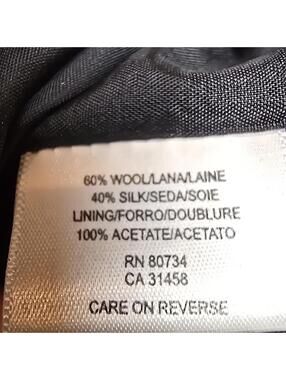 60% WOOL/LANA/LAINE
40% SILK/SEDA/SOIE
LINING/FORRO/DOUBLURE
100% ACETATE/ACETATO
RN 80734
CA 31458
CARE ON REVERSE